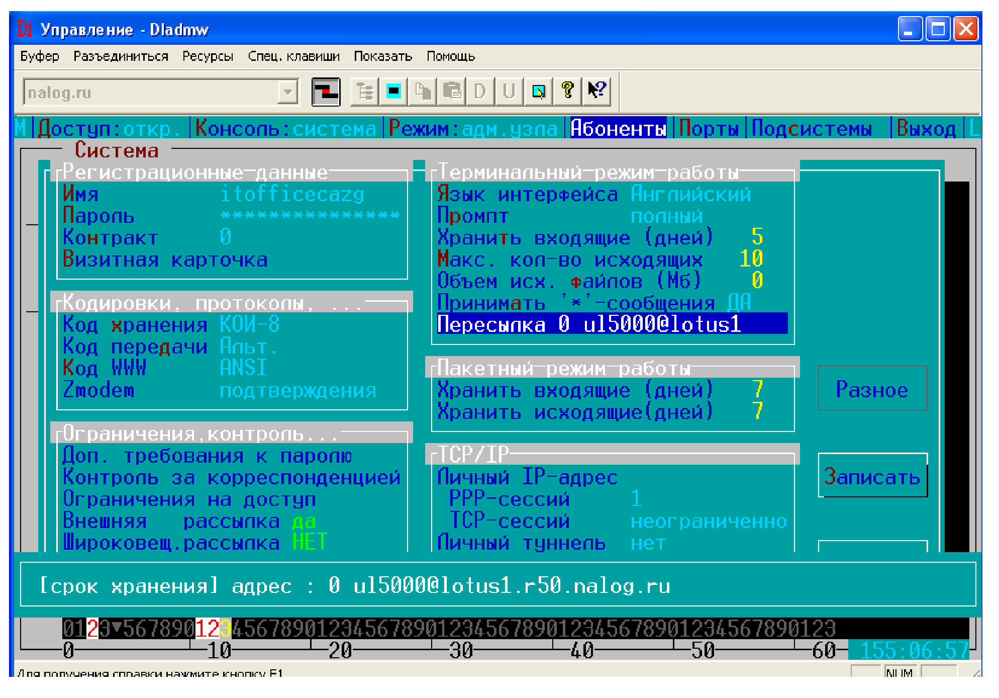 Di Управление - Dladmw
Буфер Разъединиться Ресурсы Спец. клавиши Показать Помощь
nalog.ru D U
M Доступ:откр. Консоль:система Режим:адм.узла Абоненты Порты Подсистемы Выход L
Система
Регистрационные данные
Имя itofficecazg
Пароль ***************
Контракт 0
Визитная карточка
Кодировки, протоколы, ...
Код хранения КОИ-8
Код передачи Альт.
Код WWW ANSI
Zmodem подтверждения
Ограничения,контроль...
Доп. требования к паролю
Контроль за корреспонденцией
Ограничения на доступ
Внешняя рассылка да
Широковещ.рассылка НЕТ
Терминальный режим работы
Язык интерфейса Английский
Промпт полный
Хранить входящие (дней) 5
Макс. кол-во исходящих 10
Объем исх. файлов (Мб) 0
Принимать '*'-сообщения ДА
Пересылка 0 ul5000@lotus1
Пакетный режим работы
Хранить входящие (дней) 7
Хранить исходящие(дней) 7
TCP/IP
Личный IP-адрес
PPP-сессий 1
TCP-сессий неограниченно
Личный туннель нет
Разное
Записать
[срок хранения] адрес : 0 ul5000@lotus1.r50.nalog.ru
0123▼56789012345678901234567890123456789012345678901234567890123
0 10 20 30 40 50 60 155:06:57
Для получения справки нажмите кнопку F1 NUM